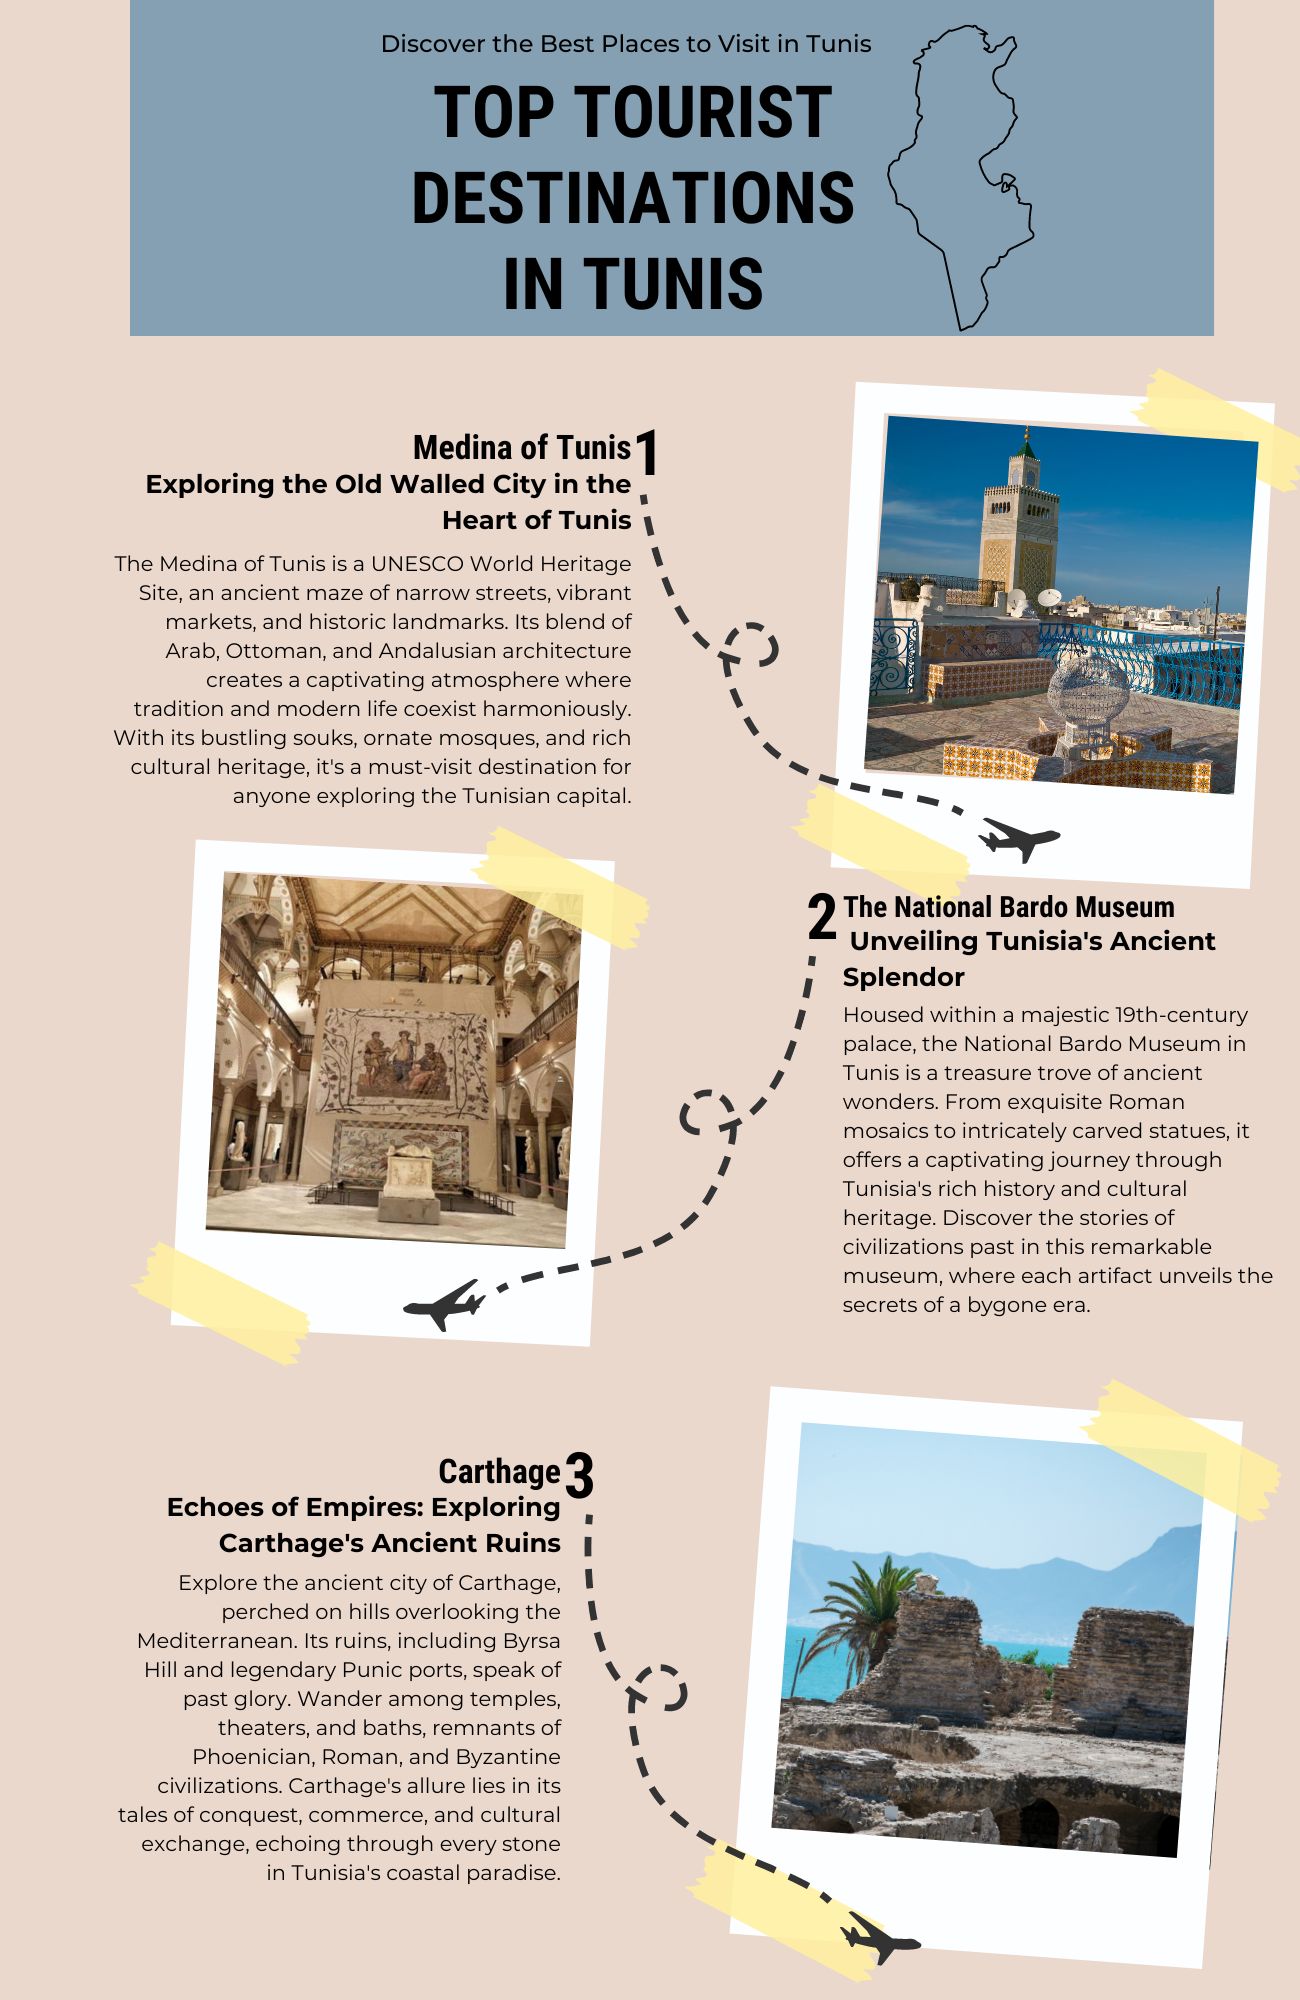 Discover the Best Places to Visit in Tunis
TOP TOURIST
DESTINATIONS
IN TUNIS
Medina of Tunis
1
Exploring the Old Walled City in the
Heart of Tunis
The Medina of Tunis is a UNESCO World Heritage
Site, an ancient maze of narrow streets, vibrant
markets, and historic landmarks. Its blend of
Arab, Ottoman, and Andalusian architecture
creates a captivating atmosphere where
tradition and modern life coexist harmoniously.
With its bustling souks, ornate mosques, and rich
cultural heritage, it's a must-visit destination for
anyone exploring the Tunisian capital.
2
The National Bardo Museum
Unveiling Tunisia's Ancient
Splendor
Housed within a majestic 19th-century
palace, the National Bardo Museum in
Tunis is a treasure trove of ancient
wonders. From exquisite Roman
mosaics to intricately carved statues, it
offers a captivating journey through
Tunisia's rich history and cultural
heritage. Discover the stories of
civilizations past in this remarkable
museum, where each artifact unveils the
secrets of a bygone era.
Carthage
3
Echoes of Empires: Exploring
Carthage's Ancient Ruins
Explore the ancient city of Carthage,
perched on hills overlooking the
Mediterranean. Its ruins, including Byrsa
Hill and legendary Punic ports, speak of
past glory. Wander among temples,
theaters, and baths, remnants of
Phoenician, Roman, and Byzantine
civilizations. Carthage's allure lies in its
tales of conquest, commerce, and cultural
exchange, echoing through every stone
in Tunisia's coastal paradise.